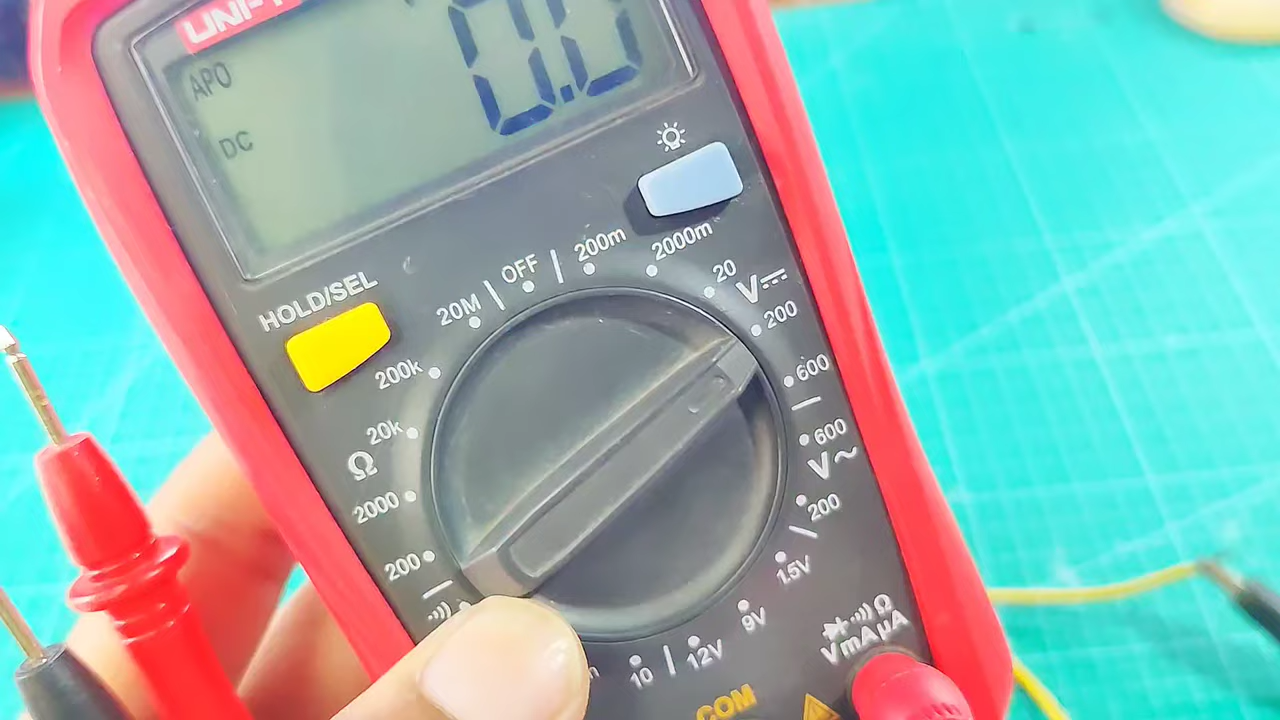 UNI-T
APO
DC
0.0
HOLD/SEL
20M
OFF
200m
2000m
20
V
200
600
600
V~
200
1.5V
9V
12V
10
200k
20k
Ω
2000
200
Ω
VmAμA
COM